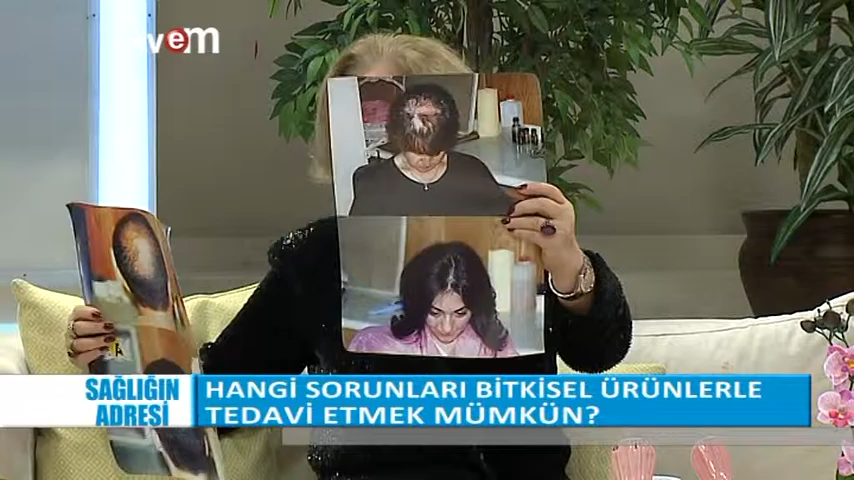 vem
SAĞLIĞIN
ADRESİ
HANGİ SORUNLARI BİTKİSEL ÜRÜNLERLE
TEDAVİ ETMEK MÜMKÜN?